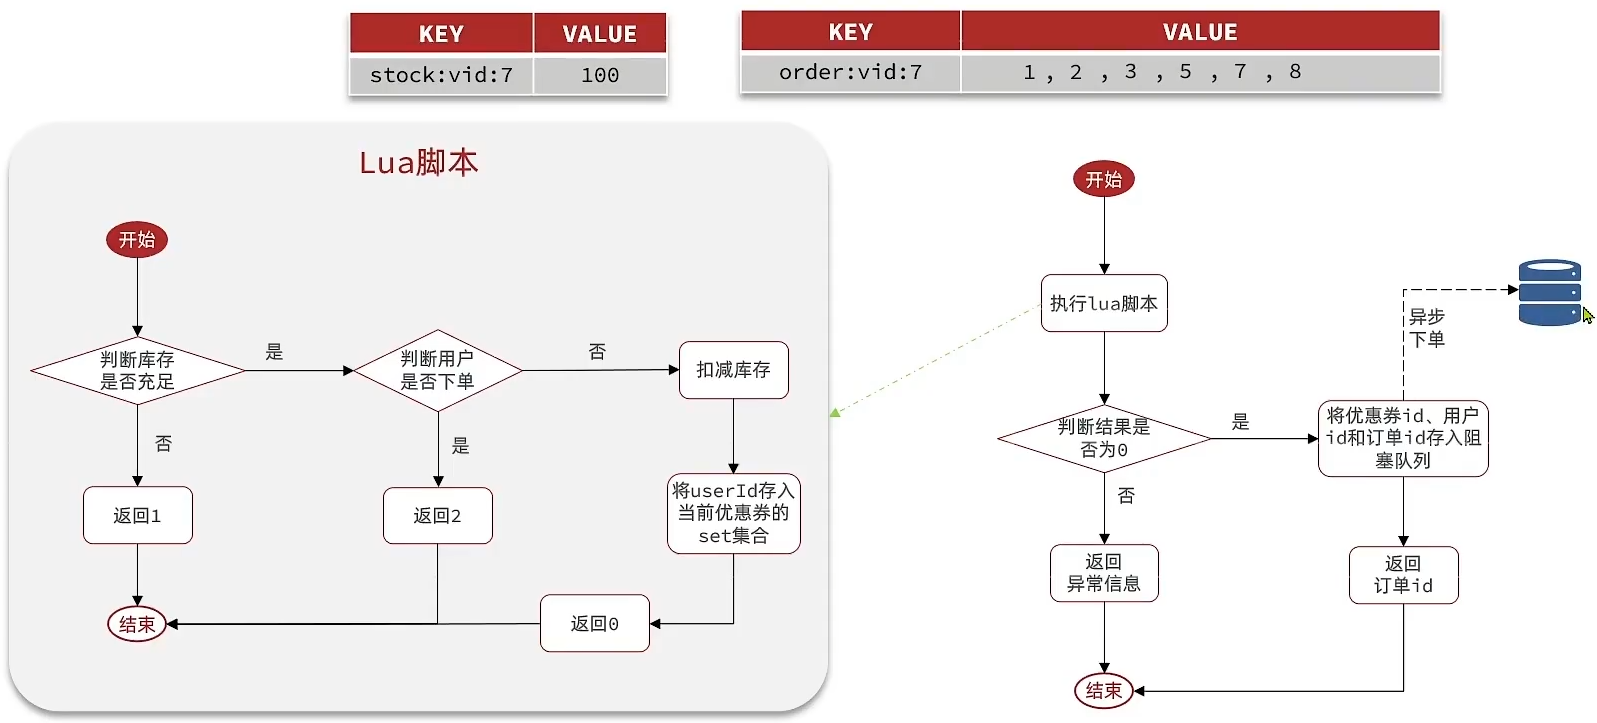 KEY VALUE
stock:vid:7 100
KEY VALUE
order:vid:7 1 , 2 , 3 , 5 , 7 , 8
Lua脚本
开始
判断库存
是否充足
是
判断用户
是否下单
否
扣减库存
否
是
返回1
返回2
将userId存入
当前优惠券的
set集合
返回0
结束
开始
执行lua脚本
判断结果是
否为0
是
将优惠券id、用户
id和订单id存入阻
塞队列
异步
下单
否
返回
异常信息
返回
订单id
结束